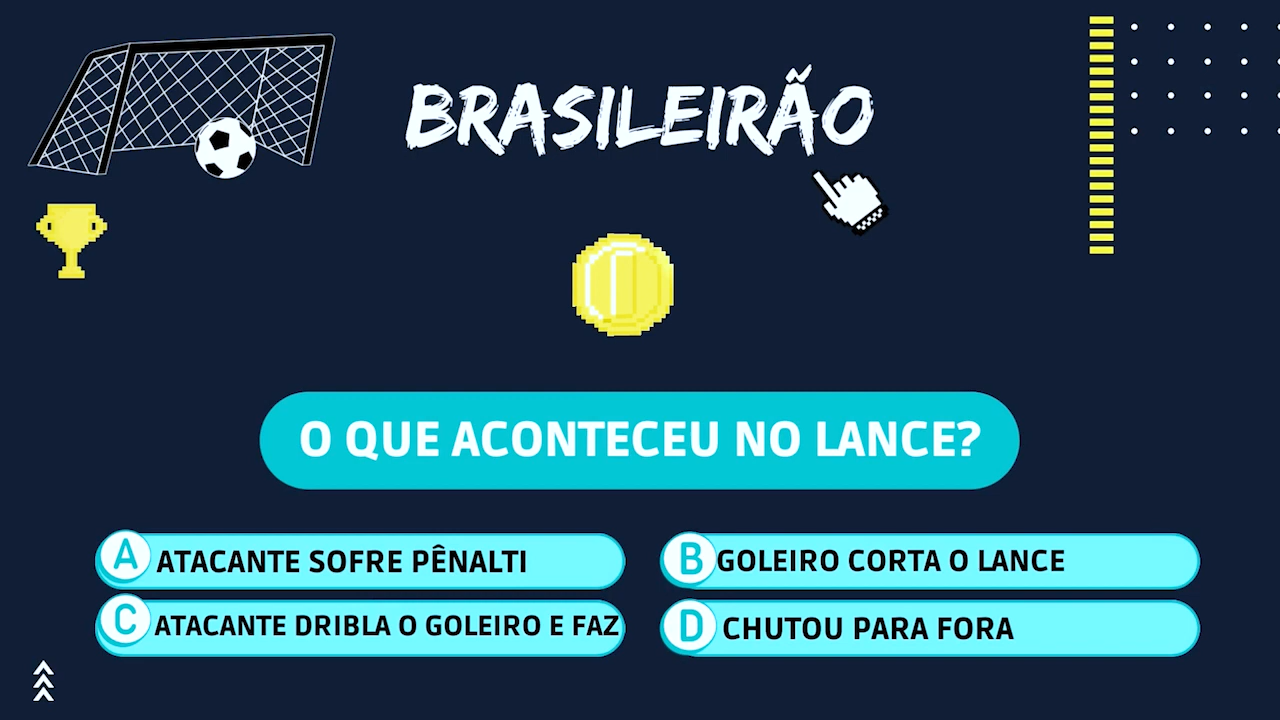 BRASILEIRÃO
O QUE ACONTECEU NO LANCE?
A ATACANTE SOFRE PÊNALTI
B GOLEIRO CORTA O LANCE
C ATACANTE DRIBLA O GOLEIRO E FAZ
D CHUTOU PARA FORA